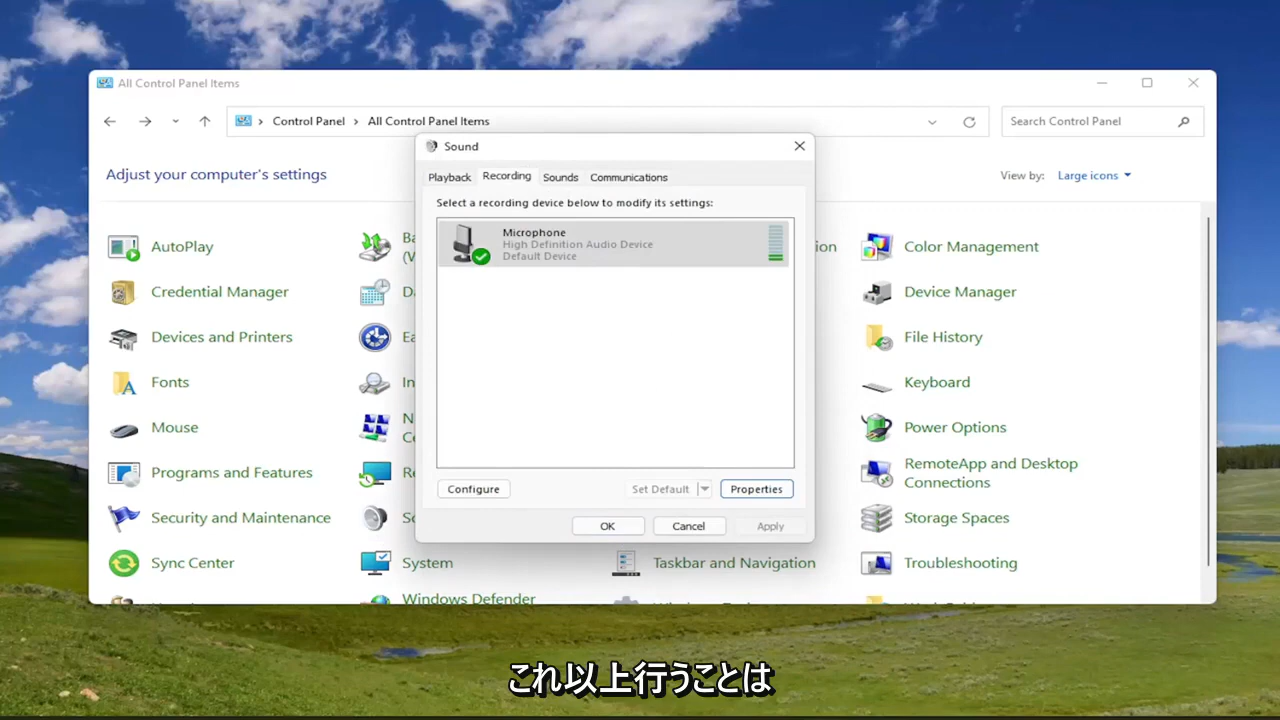 All Control Panel Items
Control Panel
All Control Panel Items
Search Control Panel
Adjust your computer's settings
View by:
Large icons
Sound
Playback
Recording
Sounds
Communications
Select a recording device below to modify its settings:
Microphone
High Definition Audio Device
Default Device
Configure
Set Default
Properties
OK
Cancel
Apply
AutoPlay
Color Management
Credential Manager
Device Manager
Devices and Printers
File History
Fonts
Keyboard
Mouse
Power Options
Programs and Features
RemoteApp and Desktop
Connections
Security and Maintenance
Storage Spaces
Sync Center
System
Taskbar and Navigation
Troubleshooting
Windows Defender
これ以上行うことは